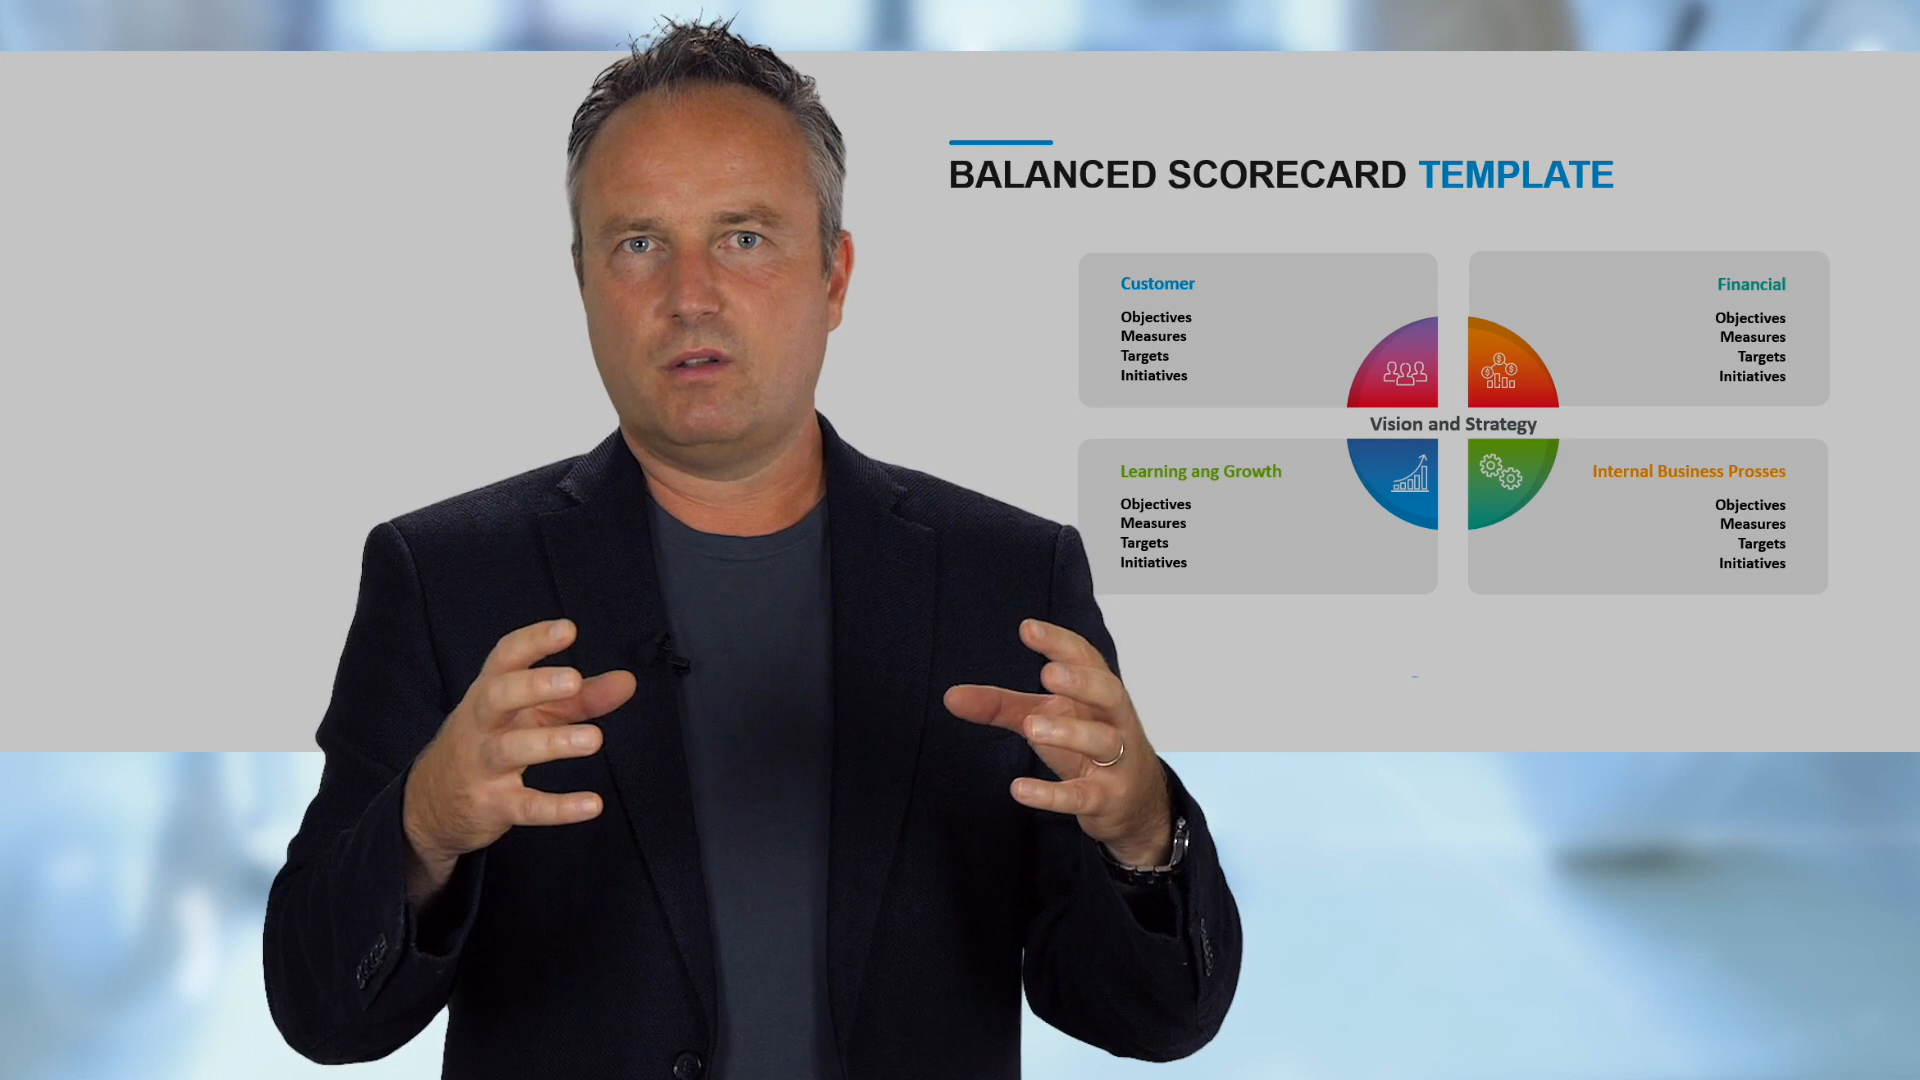 BALANCED SCORECARD TEMPLATE
Customer
Objectives
Measures
Targets
Initiatives
Financial
Objectives
Measures
Targets
Initiatives
Vision and Strategy
Learning ang Growth
Objectives
Measures
Targets
Initiatives
Internal Business Prosses
Objectives
Measures
Targets
Initiatives